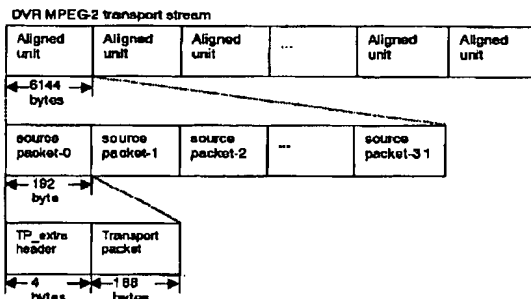 DVR MPEG-2 transport stream
Aligned unit
Aligned unit
Aligned unit
...
Aligned unit
Aligned unit
6144 bytes
source packet-0
source packet-1
source packet-2
...
source packet-31
192 byte
TP_extra header
Transport packet
4 bytes
188 bytes